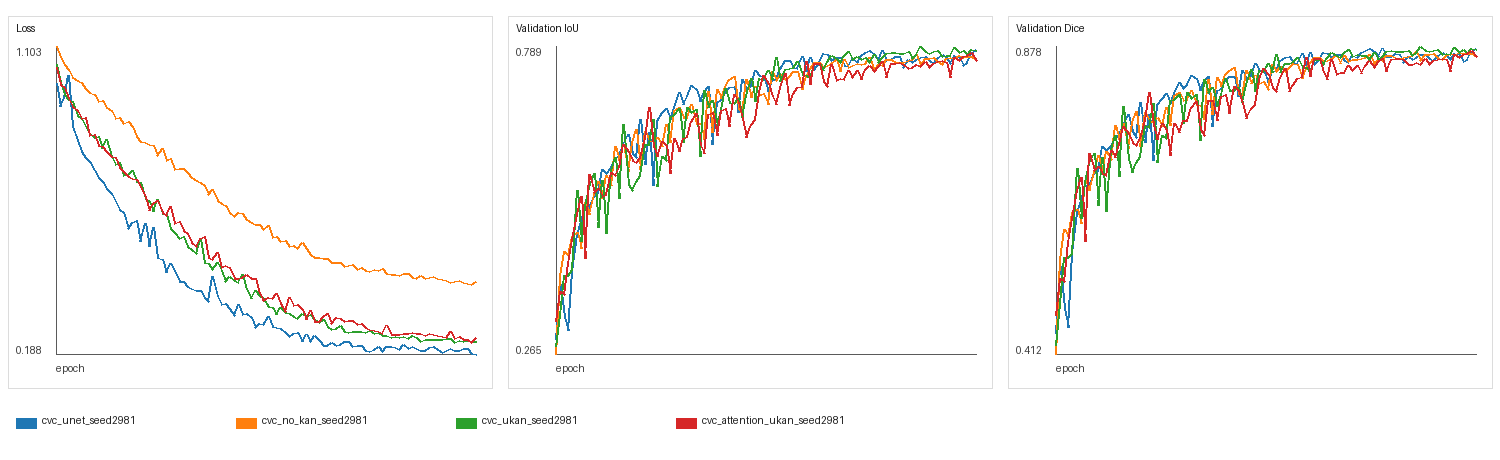 Loss
1.103
0.188
epoch
Validation IoU
0.789
0.265
epoch
Validation Dice
0.878
0.412
epoch
cvc_unet_seed2981
cvc_no_kan_seed2981
cvc_ukan_seed2981
cvc_attention_ukan_seed2981